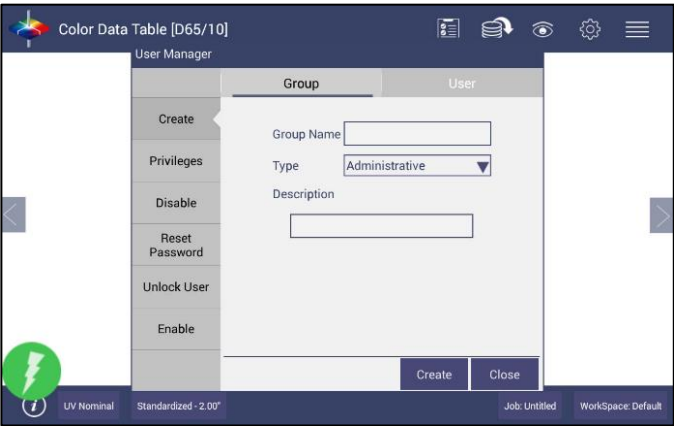 Color Data Table [D65/10]
User Manager
Group
User
Create
Privileges
Disable
Reset
Password
Unlock User
Enable
Group Name
Type
Administrative
Description
Create
Close
i
UV Nominal
Standardized - 2.00"
Job: Untitled
WorkSpace: Default